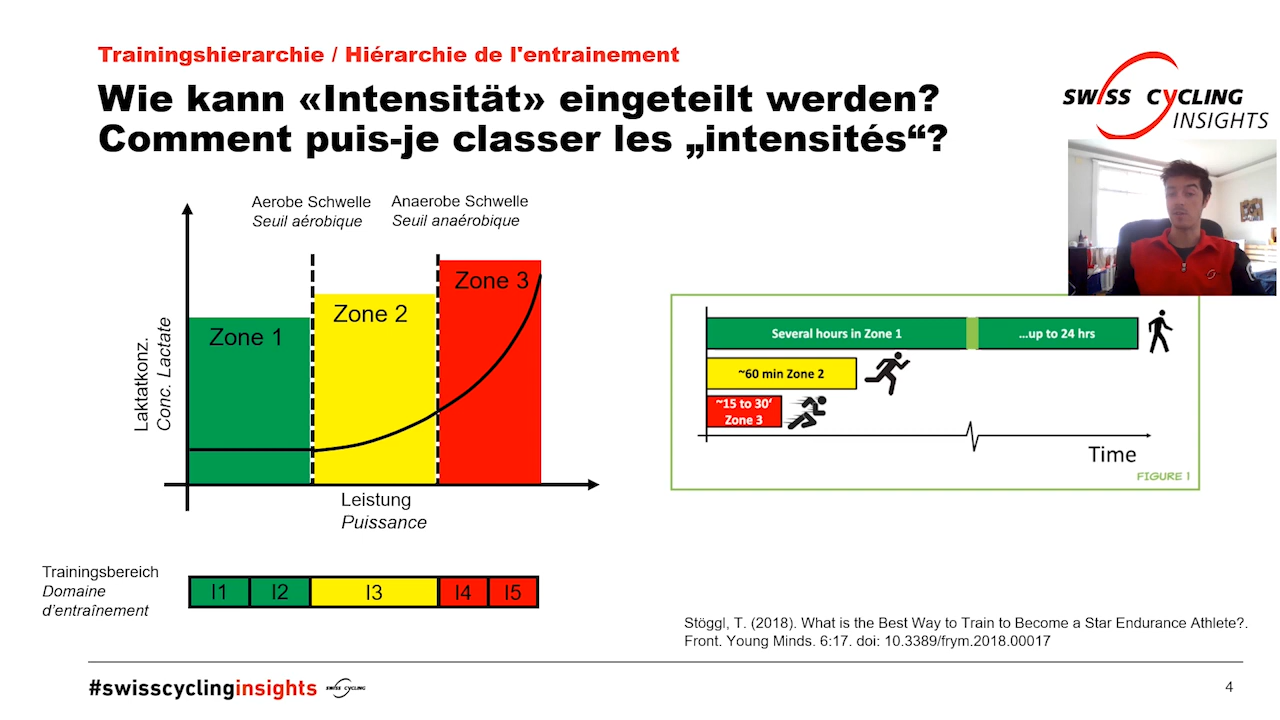 Trainingshierarchie / Hiérarchie de l'entrainement
Wie kann «Intensität» eingeteilt werden?
Comment puis-je classer les „intensités“?
SWISS CYCLING
INSIGHTS
Aerobe Schwelle
Seuil aérobique
Anaerobe Schwelle
Seuil anaérobique
Zone 1
Zone 2
Zone 3
Laktatkonz.
Conc. Lactate
Leistung
Puissance
Several hours in Zone 1
...up to 24 hrs
~60 min Zone 2
~15 to 30‘
Zone 3
Time
FIGURE 1
Trainingsbereich
Domaine
d’entraînement
I1
I2
I3
I4
I5
Stöggl, T. (2018). What is the Best Way to Train to Become a Star Endurance Athlete?.
Front. Young Minds. 6:17. doi: 10.3389/frym.2018.00017
#swisscyclinginsights SWISS CYCLING
4